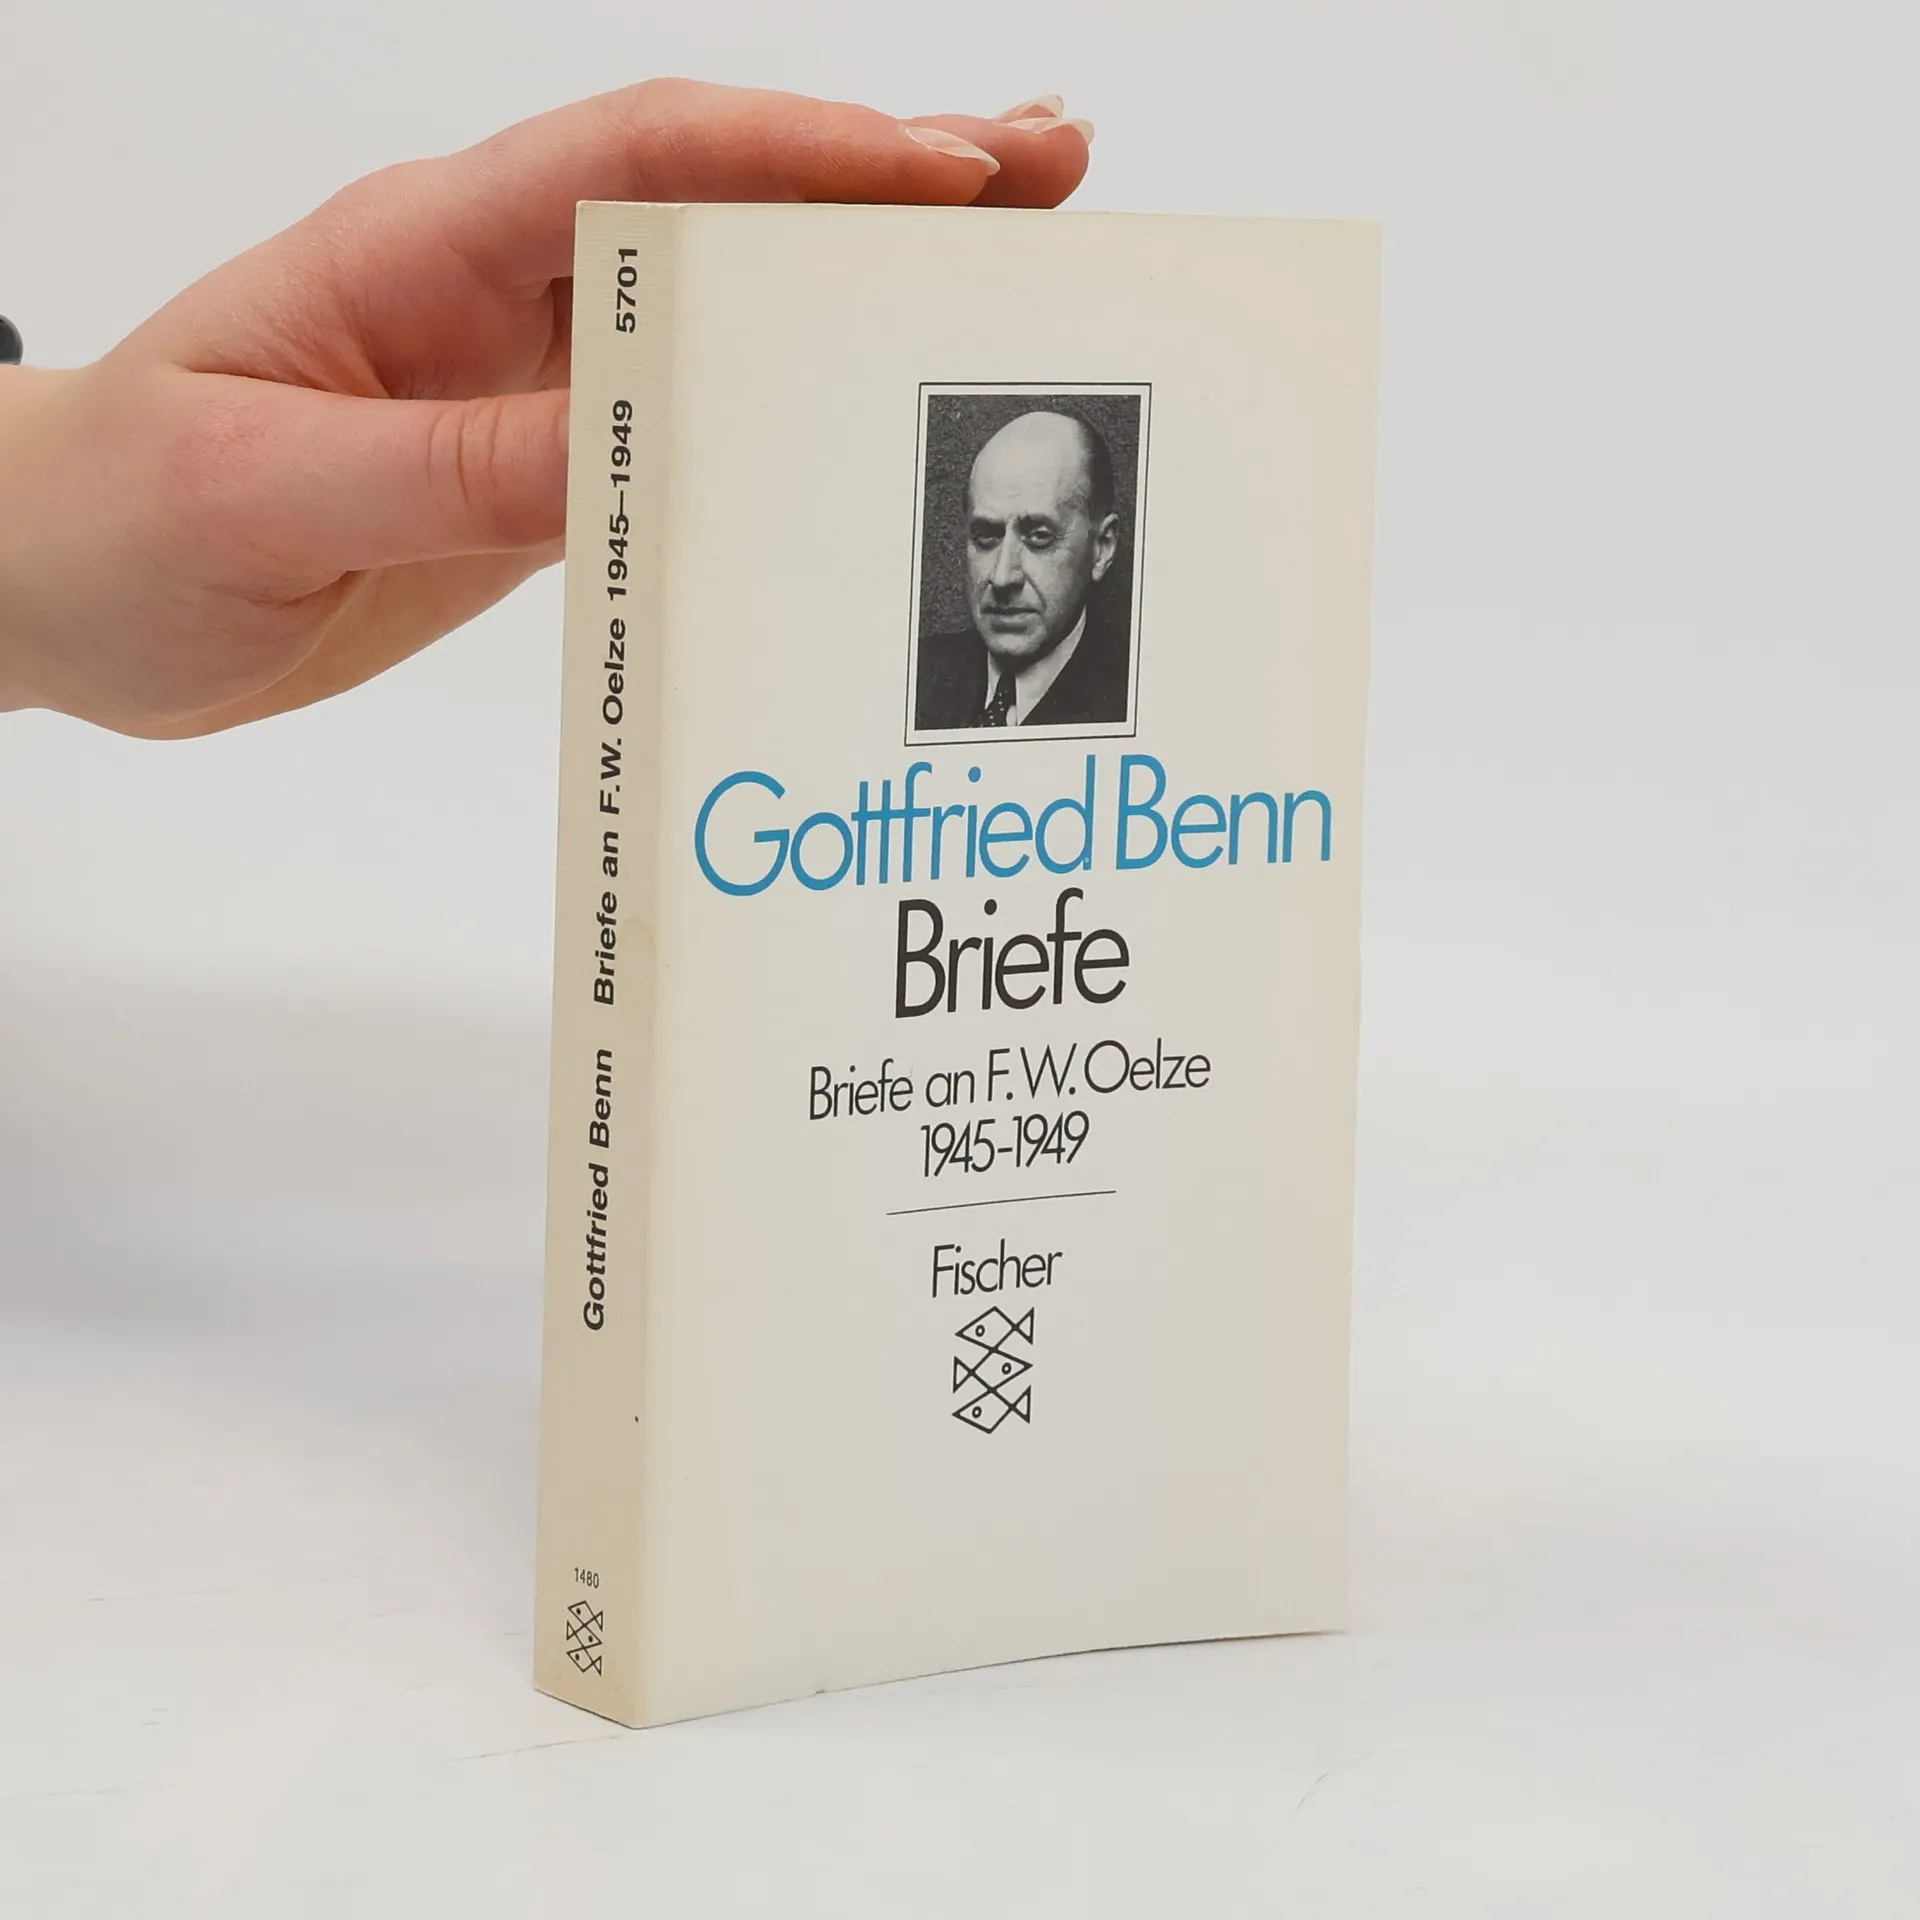 Gottfried Benn Briefe an F.W. Oelze 1945–1949 5701
1480
Gottfried Benn
Briefe
Briefe an F.W. Oelze
1945–1949
Fischer